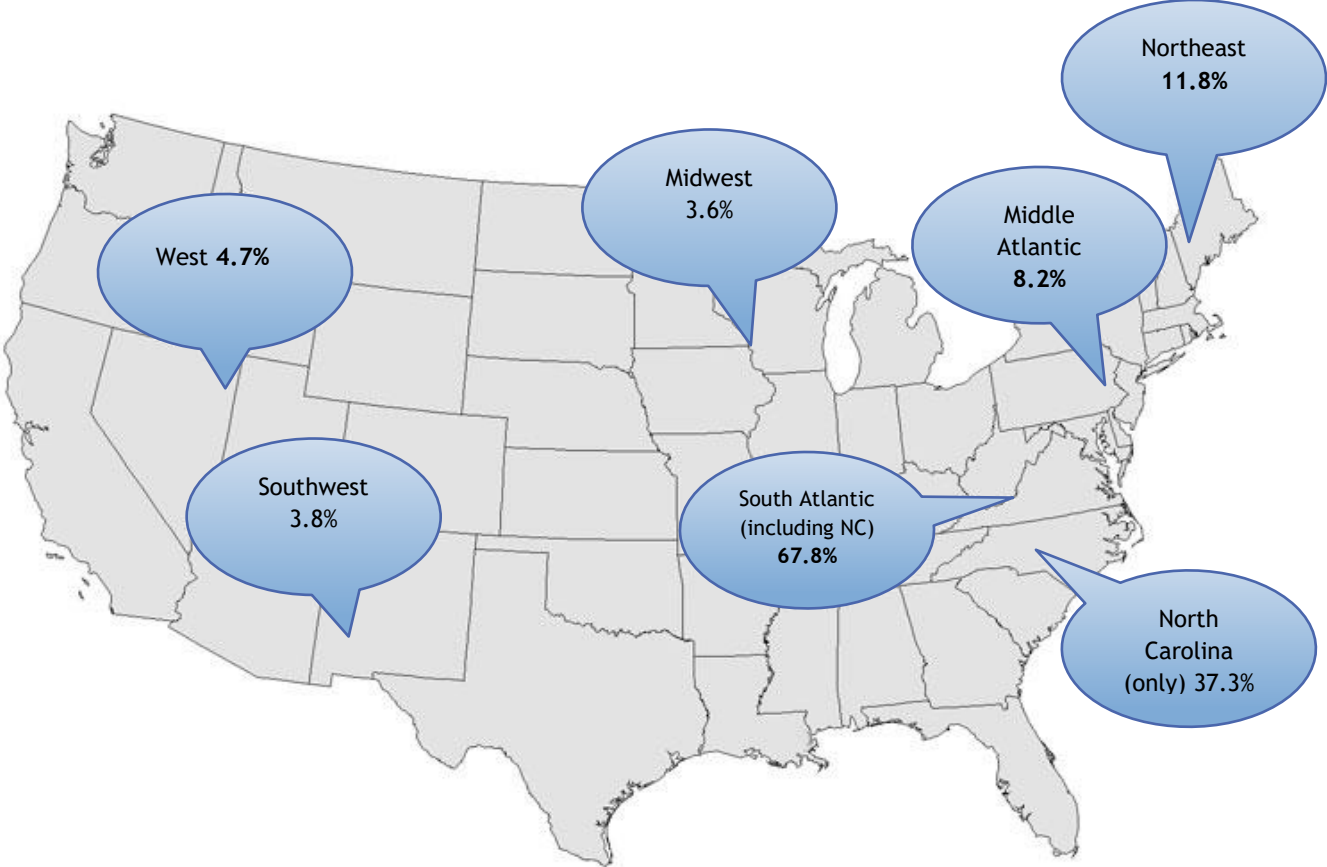 Northeast
11.8%
Midwest
3.6%
Middle
Atlantic
8.2%
West 4.7%
Southwest
3.8%
South Atlantic
(including NC)
67.8%
North
Carolina
(only) 37.3%